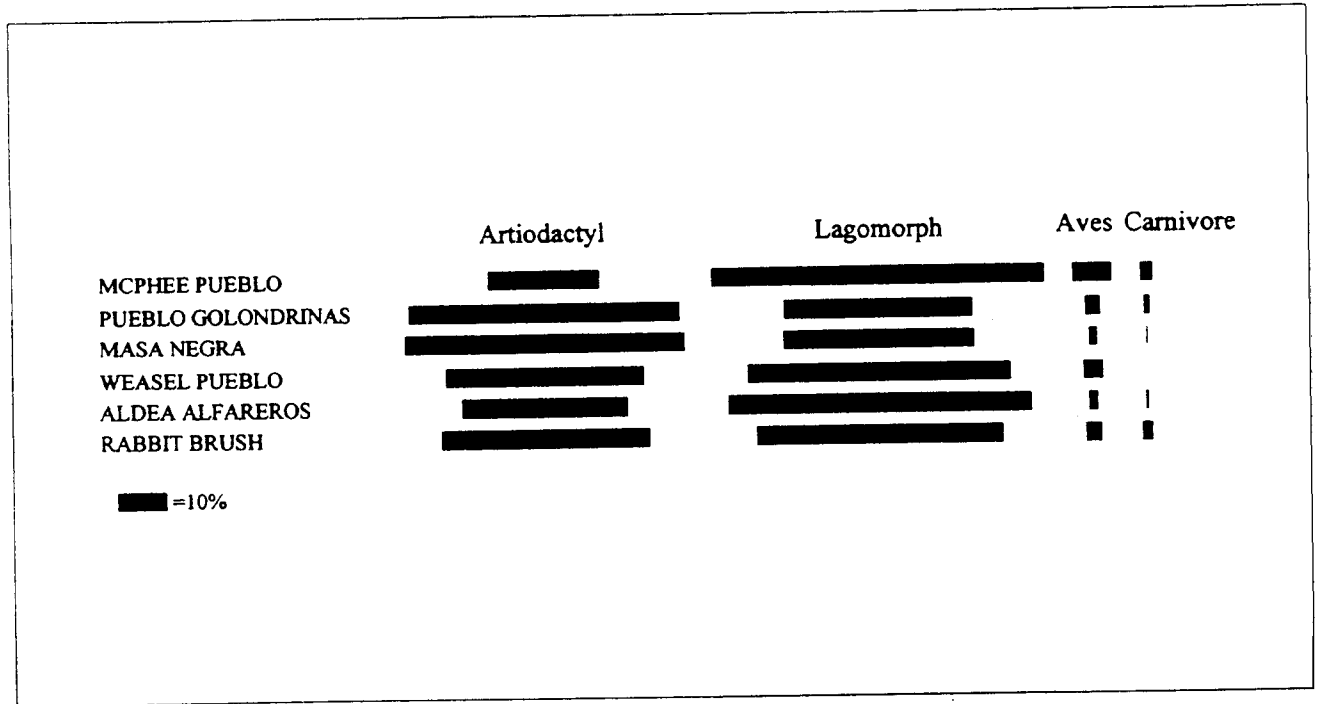 Artiodactyl Lagomorph Aves Carnivore
MCPHEE PUEBLO
PUEBLO GOLONDRINAS
MASA NEGRA
WEASEL PUEBLO
ALDEA ALFAREROS
RABBIT BRUSH
=10%